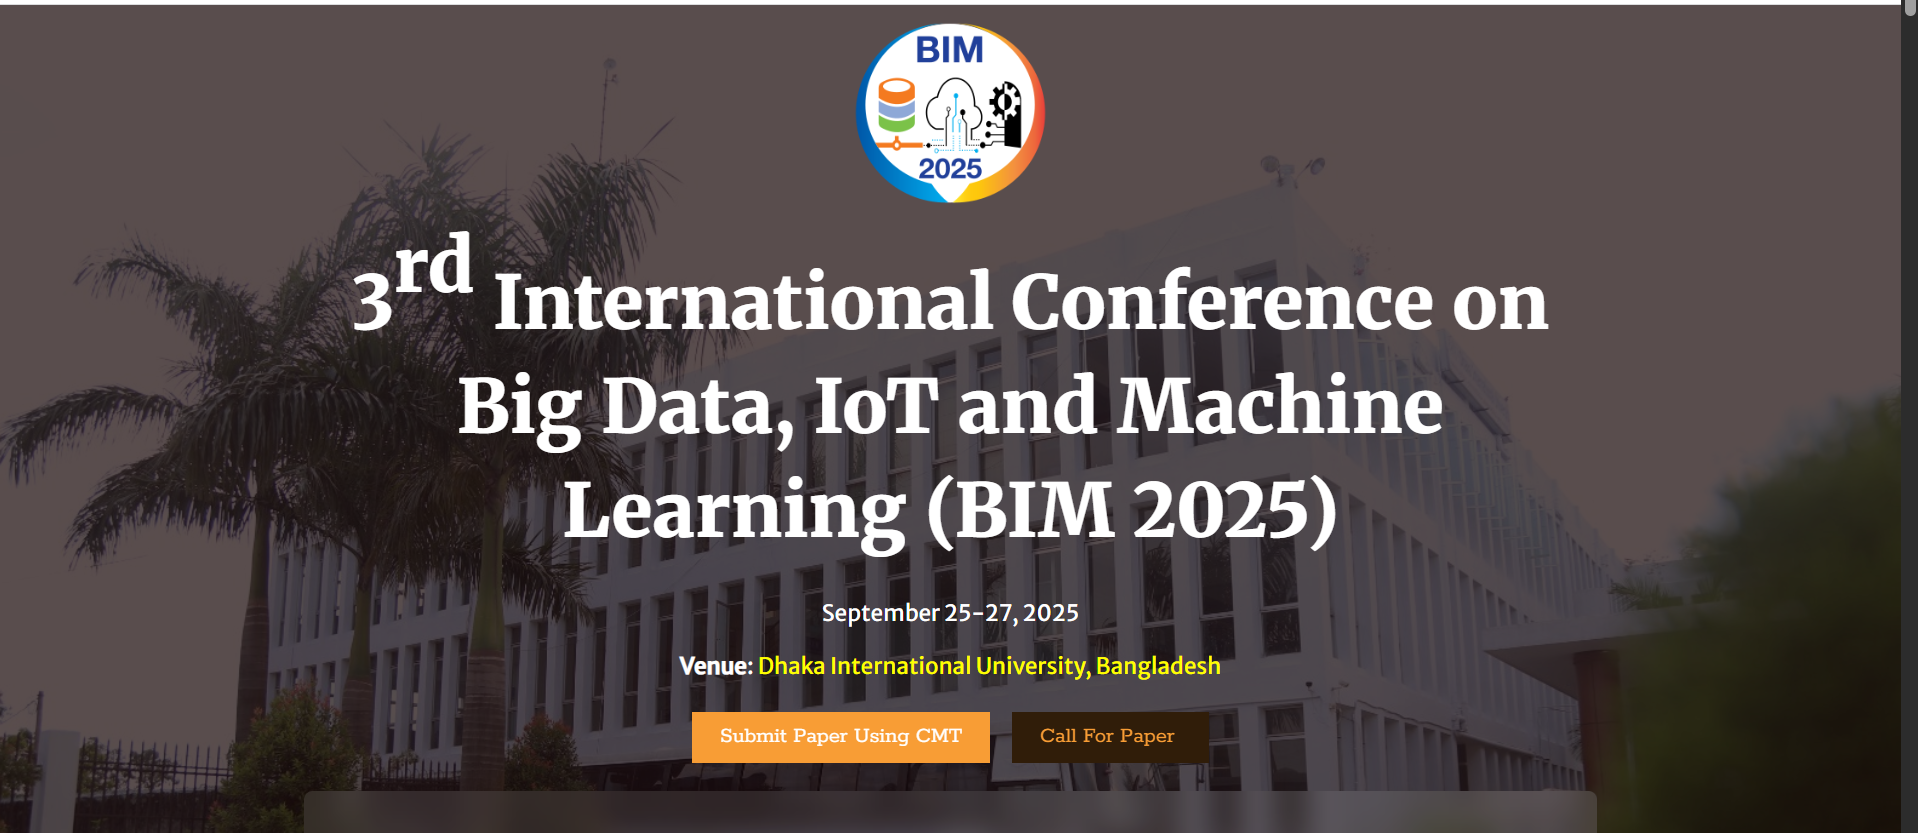 BIM
2025
3rd International Conference on
Big Data, IoT and Machine
Learning (BIM 2025)
September 25-27, 2025
Venue: Dhaka International University, Bangladesh
Submit Paper Using CMT
Call For Paper